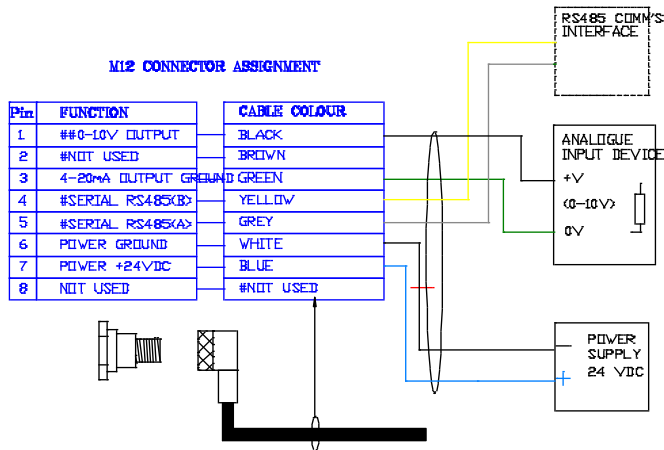 RS485 COMM'S
INTERFACE
M12 CONNECTOR ASSIGNMENT
Pin FUNCTION CABLE COLOUR
1 ##0-10V OUTPUT BLACK
2 #NOT USED BROWN
3 4-20mA OUTPUT GROUND GREEN
4 #SERIAL RS485(B) YELLOW
5 #SERIAL RS485(A) GREY
6 POWER GROUND WHITE
7 POWER +24VDC BLUE
8 NOT USED #NOT USED
ANALOGUE
INPUT DEVICE
+V
(0-10V)
0V
POWER
SUPPLY
24 VDC